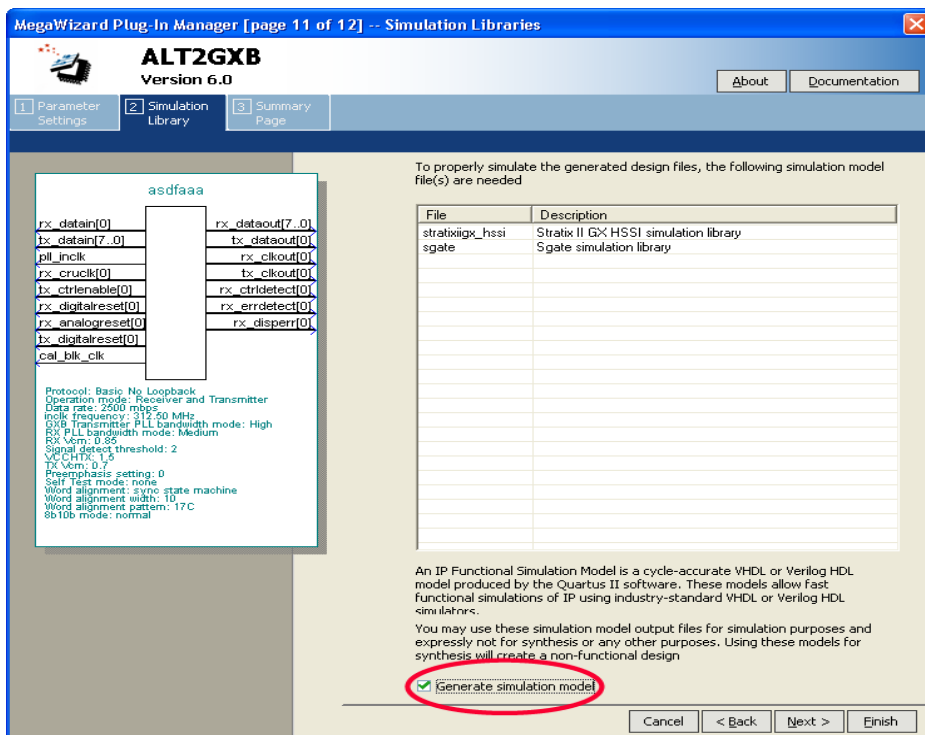 MegaWizard Plug-In Manager [page 11 of 12] -- Simulation Libraries
ALT2GXB
Version 6.0
About
Documentation
1 Parameter Settings
2 Simulation Library
3 Summary Page
asdfaaa
rx_datain[0] rx_dataout[7..0]
tx_datain[7..0] tx_dataout[0]
pll_inclk rx_clkout[0]
rx_cruclk[0] tx_clkout[0]
tx_ctrlenable[0] rx_ctrldetect[0]
rx_digitalreset[0] rx_errdetect[0]
rx_analogreset[0] rx_disperr[0]
tx_digitalreset[0]
cal_blk_clk
Protocol: Basic No Loopback
Operation mode: Receiver and Transmitter
Data rate: 2500 mbps
inclk frequency: 312.50 MHz
GXB Transmitter PLL bandwidth mode: High
RX PLL bandwidth mode: Medium
RX Vcm: 0.85
Signal detect threshold: 2
VCCHTX: 1.5
TX Vcm: 0.7
Preemphasis setting: 0
Self Test mode: none
Word alignment: sync state machine
Word alignment width: 10
Word alignment pattern: 17C
8b10b mode: normal
To properly simulate the generated design files, the following simulation model
file(s) are needed
File Description
stratixiigx_hssi Stratix II GX HSSI simulation library
sgate Sgate simulation library
An IP Functional Simulation Model is a cycle-accurate VHDL or Verilog HDL
model produced by the Quartus II software. These models allow fast
functional simulations of IP using industry-standard VHDL or Verilog HDL
simulators.
You may use these simulation model output files for simulation purposes and
expressly not for synthesis or any other purposes. Using these models for
synthesis will create a non-functional design
Generate simulation model
Cancel
< Back
Next >
Finish